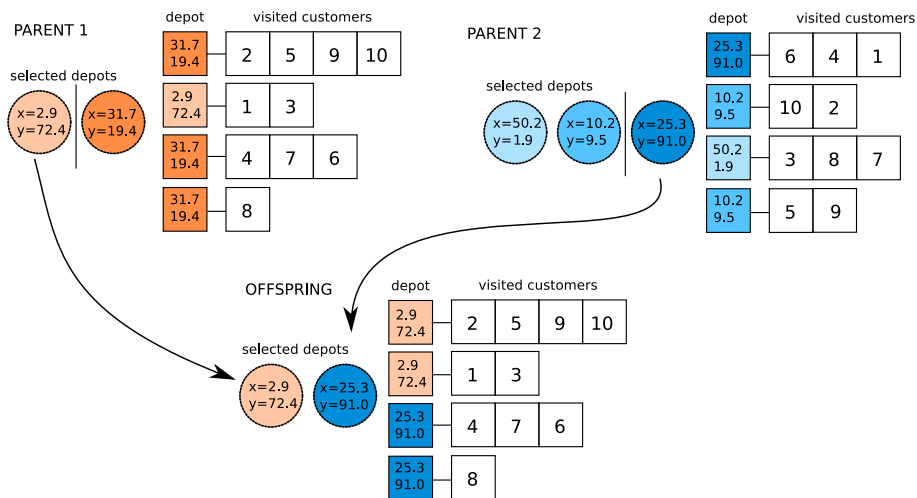 PARENT 1
selected depots
x=2.9
y=72.4
x=31.7
y=19.4
depot visited customers
31.7
19.4
2 5 9 10
2.9
72.4
1 3
31.7
19.4
4 7 6
31.7
19.4
8
PARENT 2
selected depots
x=50.2
y=1.9
x=10.2
y=9.5
x=25.3
y=91.0
depot visited customers
25.3
91.0
6 4 1
10.2
9.5
10 2
50.2
1.9
3 8 7
10.2
9.5
5 9
OFFSPRING
selected depots
x=2.9
y=72.4
x=25.3
y=91.0
depot visited customers
2.9
72.4
2 5 9 10
2.9
72.4
1 3
25.3
91.0
4 7 6
25.3
91.0
8